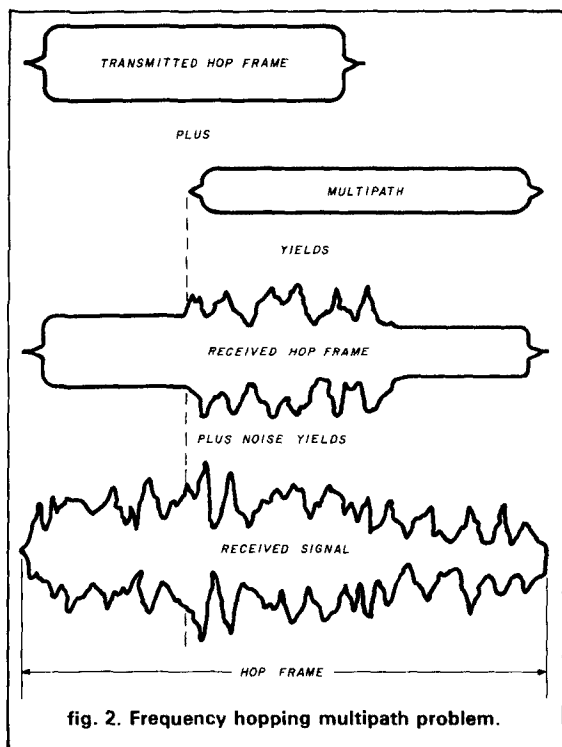 TRANSMITTED HOP FRAME
PLUS
MULTIPATH
YIELDS
RECEIVED HOP FRAME
PLUS NOISE YIELDS
RECEIVED SIGNAL
HOP FRAME
fig. 2. Frequency hopping multipath problem.